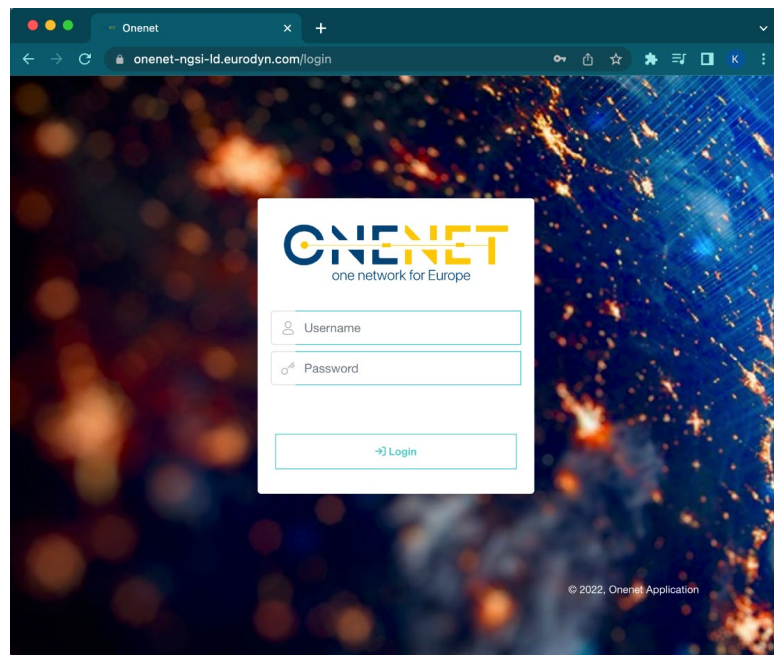 Onenet
onenet-ngsi-ld.eurodyn.com/login
K
ONENET
one network for Europe
Username
Password
Login
© 2022, Onenet Application